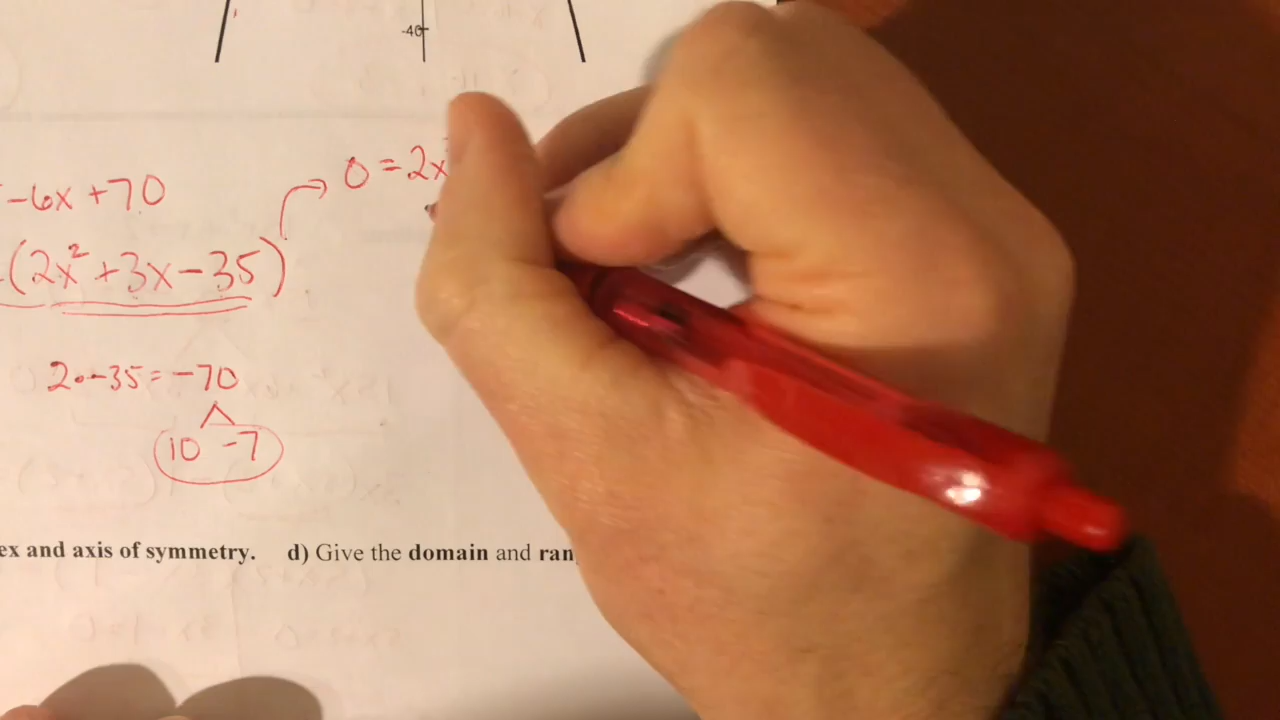 -40
-6x +70
0 = 2x
(2x² +3x -35)
2•-35 = -70
10 -7
ex and axis of symmetry. d) Give the domain and ran